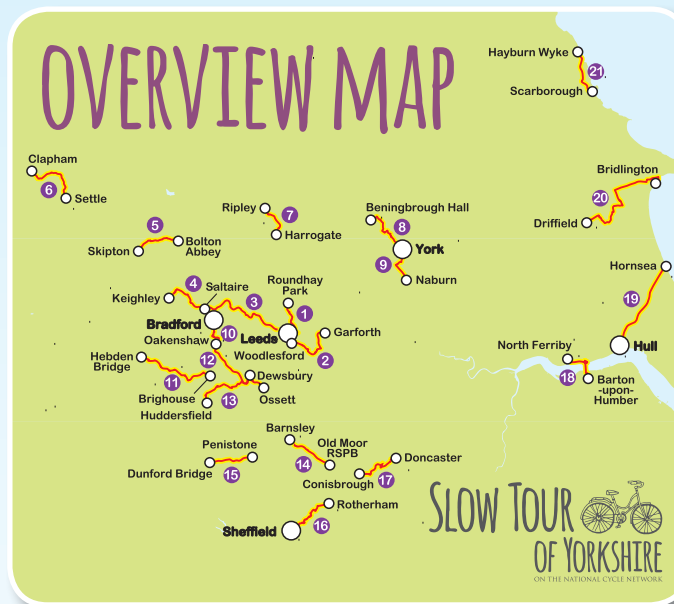 OVERVIEW MAP
Hayburn Wyke
21
Scarborough
Clapham
6
Settle
Bridlington
20
Driffield
Ripley
7
Harrogate
Beningbrough Hall
8
York
9
Naburn
5
Bolton
Abbey
Skipton
Hornsea
19
Hull
4
Saltaire
Keighley
3
Roundhay
Park
1
Bradford
10
Leeds
Garforth
Oakenshaw
Woodlesford
2
North Ferriby
18
Barton
-upon-
Humber
Hebden
Bridge
12
11
Dewsbury
Brighouse
13
Ossett
Huddersfield
Barnsley
Old Moor
RSPB
14
Penistone
Dunford Bridge
15
Doncaster
Conisbrough
17
Rotherham
16
Sheffield
SLOW TOUR
OF YORKSHIRE
ON THE NATIONAL CYCLE NETWORK